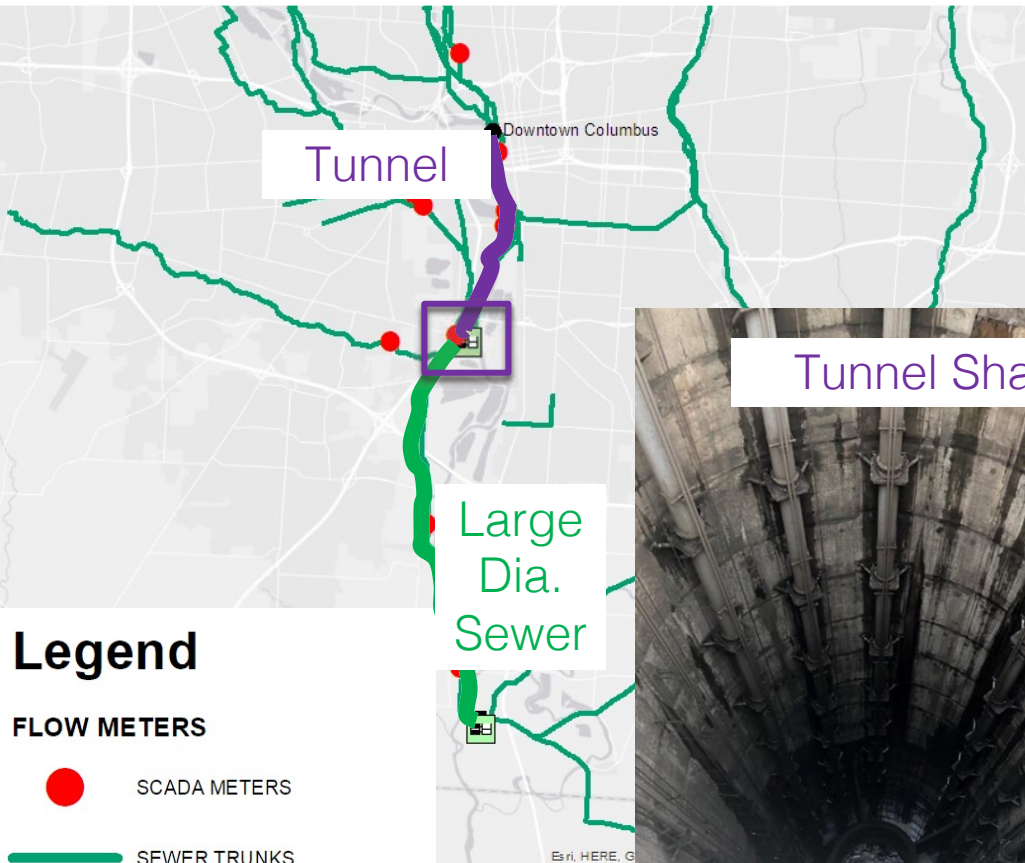 Downtown Columbus
Tunnel
Tunnel Sha
Large
Dia.
Sewer
Legend
FLOW METERS
SCADA METERS
SEWER TRUNKS
Esri, HERE, G